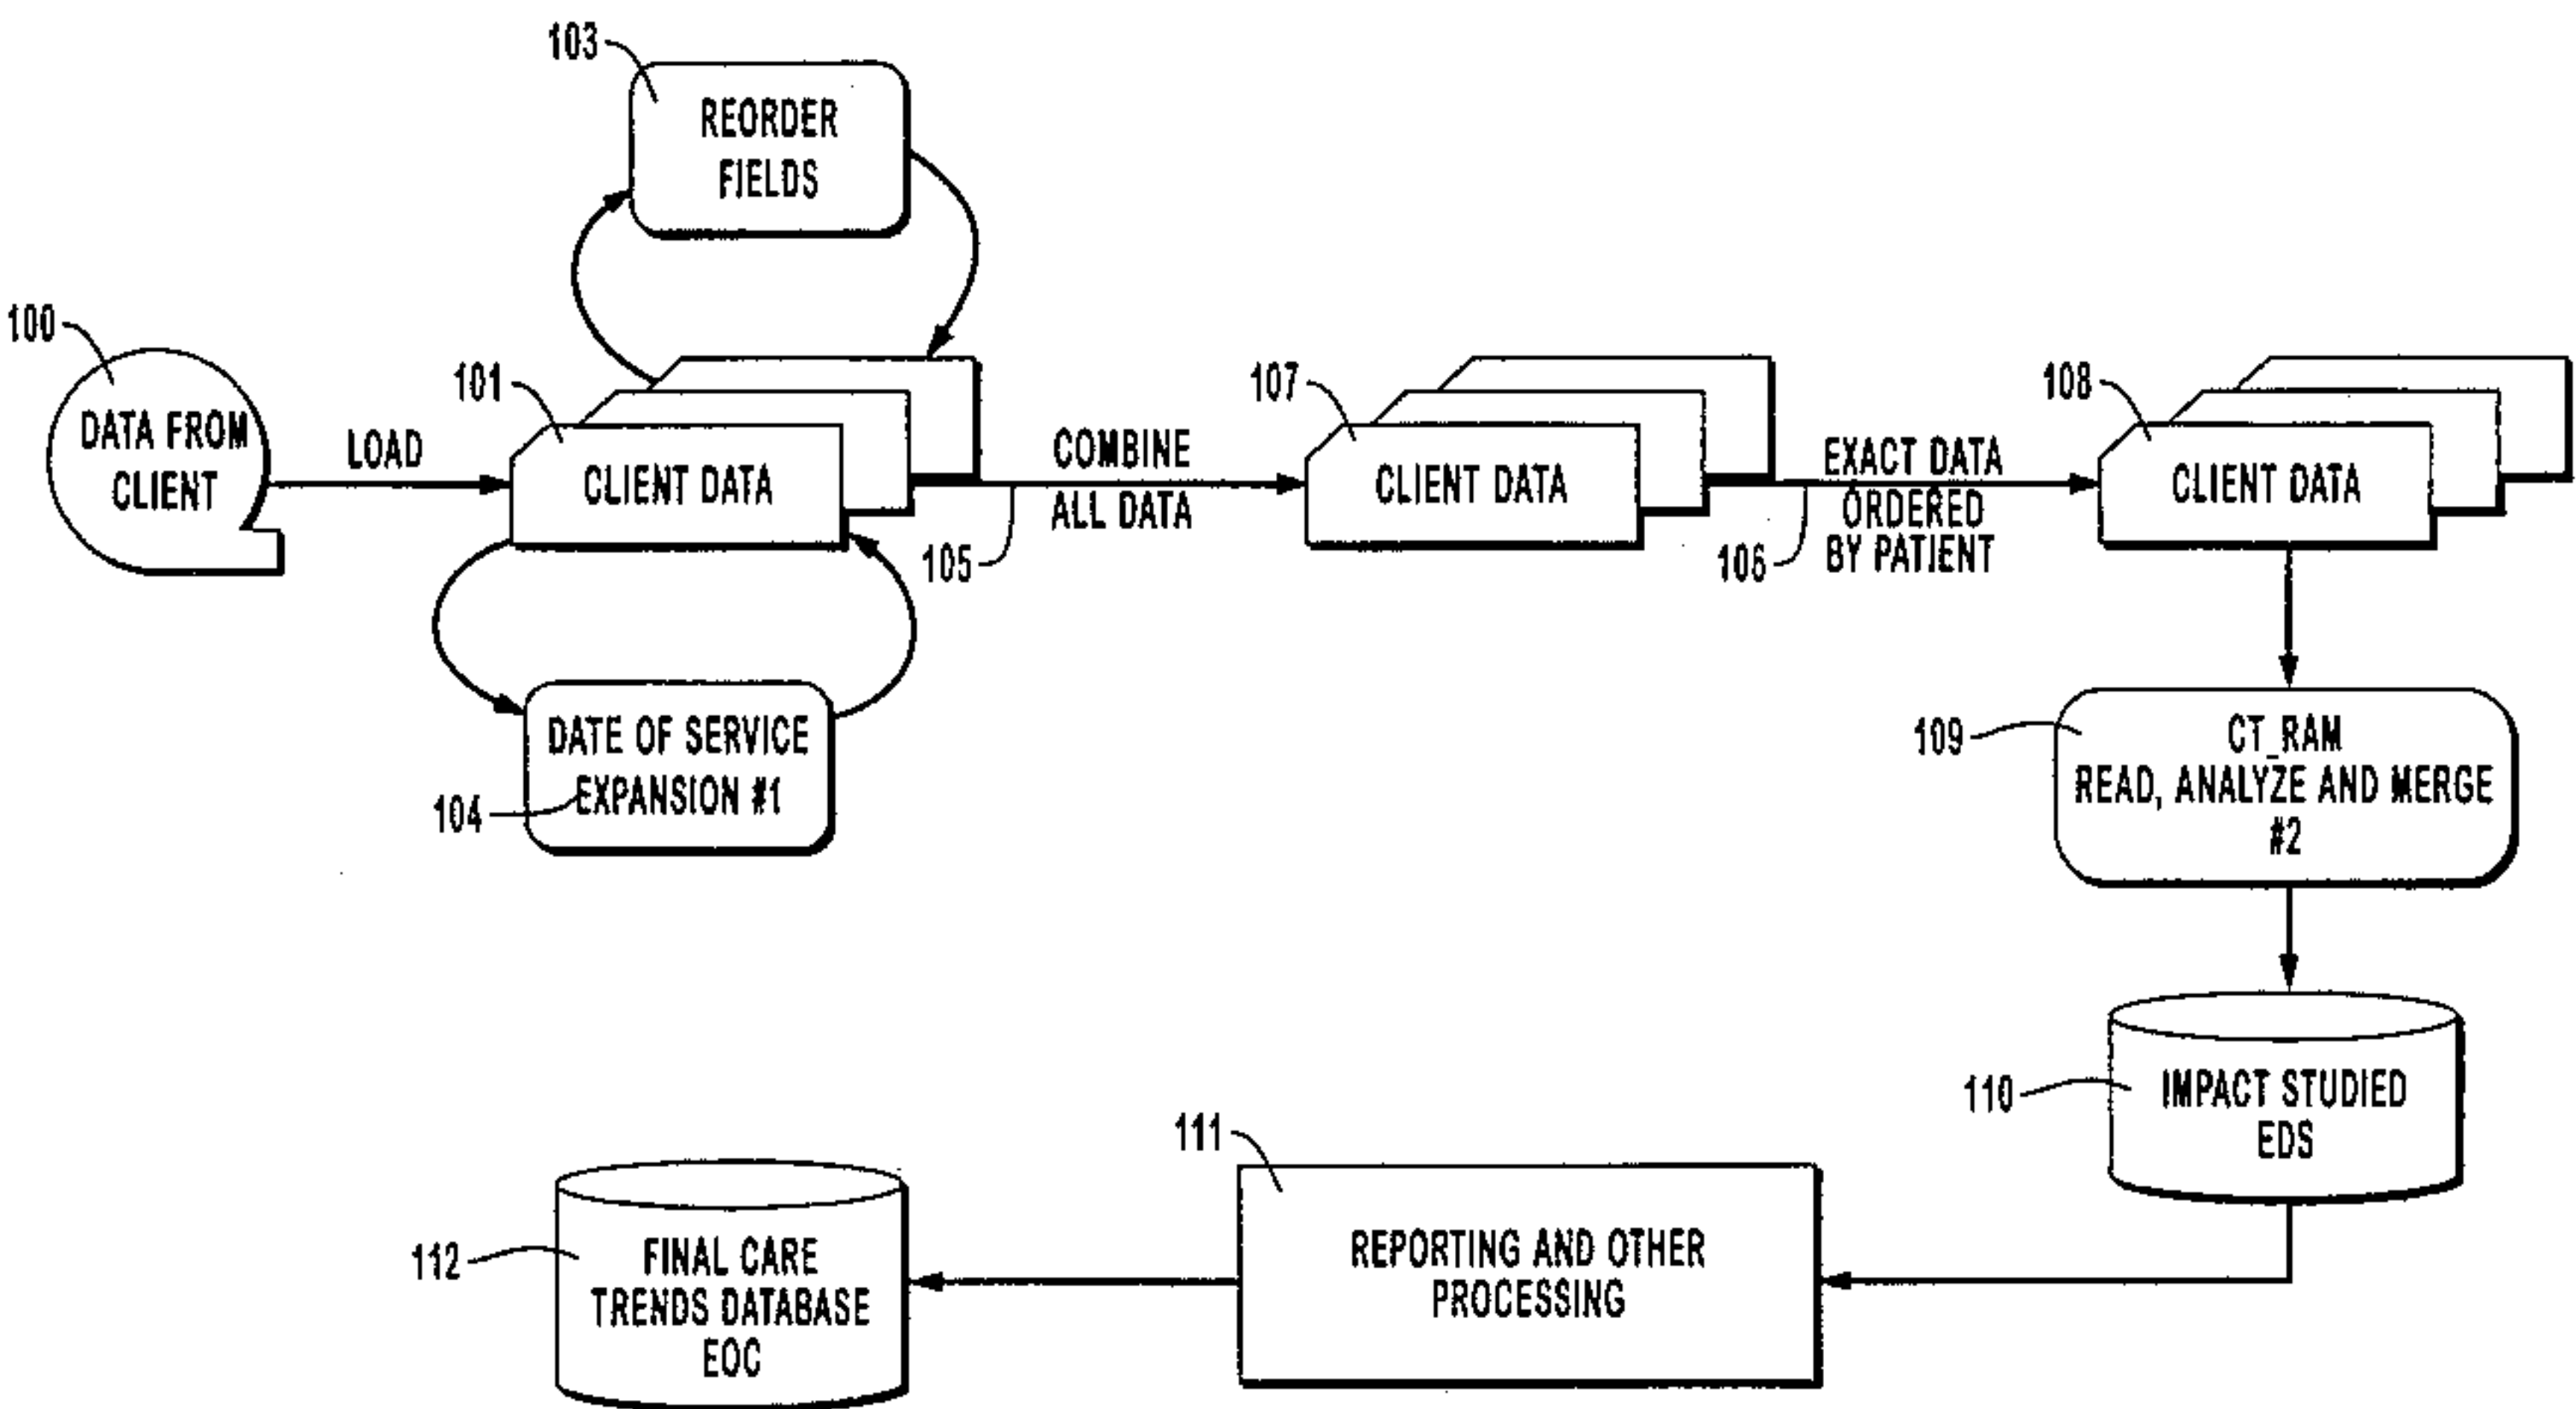 103
REORDER
FIELDS
100
DATA FROM
CLIENT
LOAD
101
CLIENT DATA
COMBINE
ALL DATA
105
107
CLIENT DATA
EXACT DATA
ORDERED
BY PATIENT
106
108
CLIENT DATA
DATE OF SERVICE
EXPANSION #1
104
109
CT_RAM
READ, ANALYZE AND MERGE
#2
110
IMPACT STUDIED
EDS
111
REPORTING AND OTHER
PROCESSING
112
FINAL CARE
TRENDS DATABASE
EOC